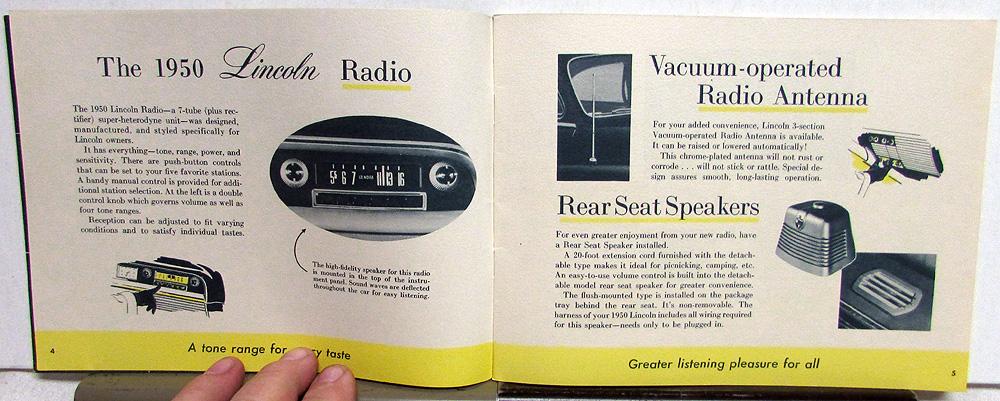 The 1950 Lincoln Radio
The 1950 Lincoln Radio—a 7-tube (plus rec-
tifier) super-heterodyne unit—was designed,
manufactured, and styled specifically for
Lincoln owners.
It has everything—tone, range, power, and
sensitivity. There are push-button controls
that can be set to your five favorite stations.
A handy manual control is provided for addi-
tional station selection. At the left is a double
control knob which governs volume as well as
four tone ranges.
Reception can be adjusted to fit varying
conditions and to satisfy individual tastes.
The high-fidelity speaker for this radio
is mounted in the top of the instru-
ment panel. Sound waves are deflected
throughout the car for easy listening.
4
A tone range for taste
Vacuum-operated
Radio Antenna
For your added convenience, Lincoln 3-section
Vacuum-operated Radio Antenna is available.
It can be raised or lowered automatically!
This chrome-plated antenna will not rust or
corrode . . . will not stick or rattle. Special de-
sign assures smooth, long-lasting operation.
Rear Seat Speakers
For even greater enjoyment from your new radio, have
a Rear Seat Speaker installed.
A 20-foot extension cord furnished with the detach-
able type makes it ideal for picnicking, camping, etc.
An easy-to-use volume control is built into the detach-
able model rear seat speaker for greater convenience.
The flush-mounted type is installed on the package
tray behind the rear seat. It's non-removable. The
harness of your 1950 Lincoln includes all wiring required
for this speaker—needs only to be plugged in.
Greater listening pleasure for all
5